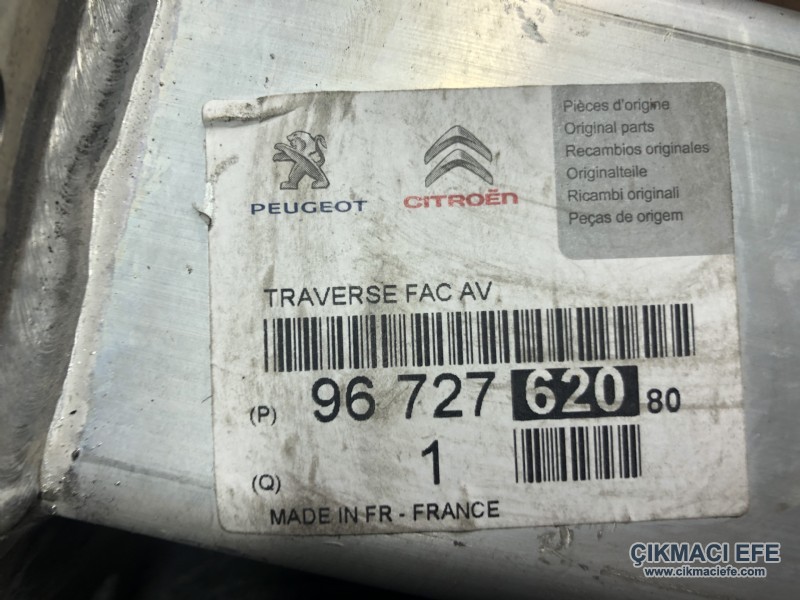 PEUGEOT
CITROËN
Pièces d'origine
Original parts
Recambios originales
Originalteile
Ricambi originali
Peças de origem
TRAVERSE FAC AV
(P) 96 727 620 80
(Q) 1
MADE IN FR - FRANCE
ÇIKMACI EFE
www.cikmaciefe.com